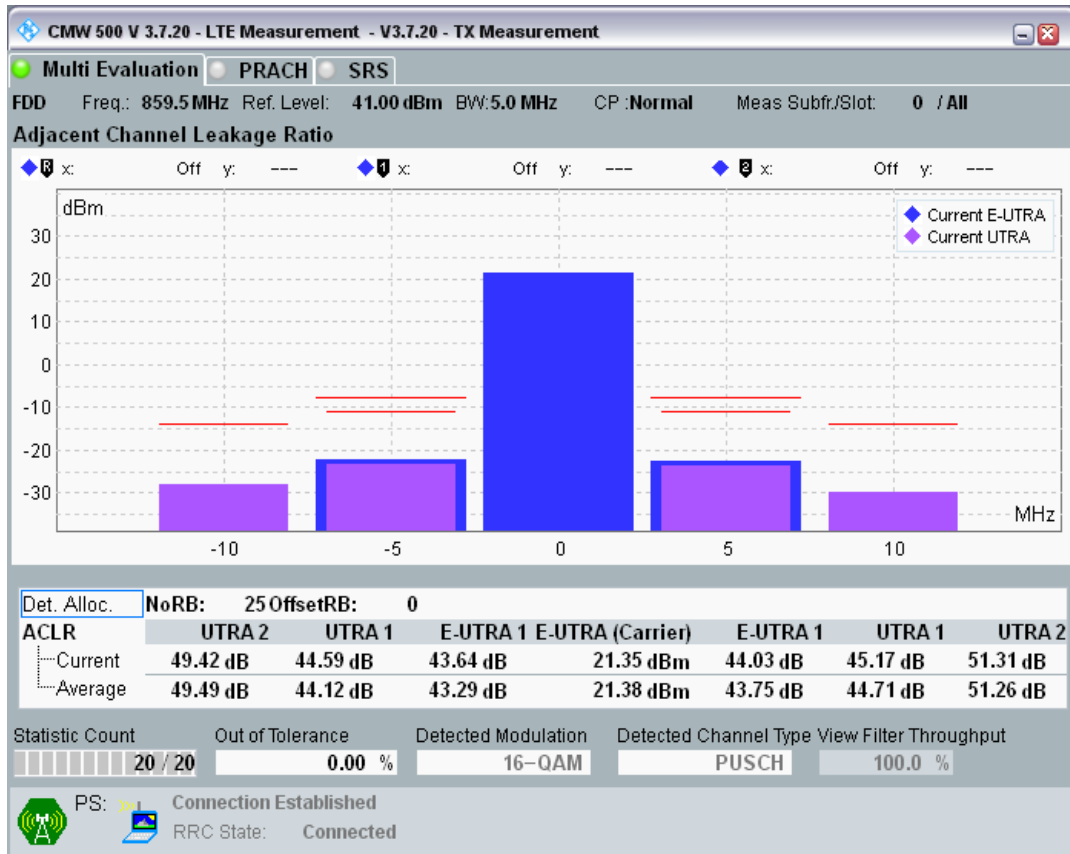 CMW 500 V 3.7.20 - LTE Measurement - V3.7.20 - TX Measurement
Multi Evaluation PRACH SRS
FDD Freq.: 859.5 MHz Ref. Level: 41.00 dBm BW:5.0 MHz CP :Normal Meas Subfr./Slot: 0 / All
Adjacent Channel Leakage Ratio
R x: Off y: --- 1 x: Off y: --- 2 x: Off y: ---
dBm
Current E-UTRA
Current UTRA
30
20
10
0
-10
-20
-30
MHz
-10 -5 0 5 10
Det. Alloc. NoRB: 25 OffsetRB: 0
ACLR UTRA 2 UTRA 1 E-UTRA 1 E-UTRA (Carrier) E-UTRA 1 UTRA 1 UTRA 2
Current 49.42 dB 44.59 dB 43.64 dB 21.35 dBm 44.03 dB 45.17 dB 51.31 dB
Average 49.49 dB 44.12 dB 43.29 dB 21.38 dBm 43.75 dB 44.71 dB 51.26 dB
Statistic Count Out of Tolerance Detected Modulation Detected Channel Type View Filter Throughput
20 / 20 0.00 % 16-QAM PUSCH 100.0 %
PS: Connection Established
RRC State: Connected